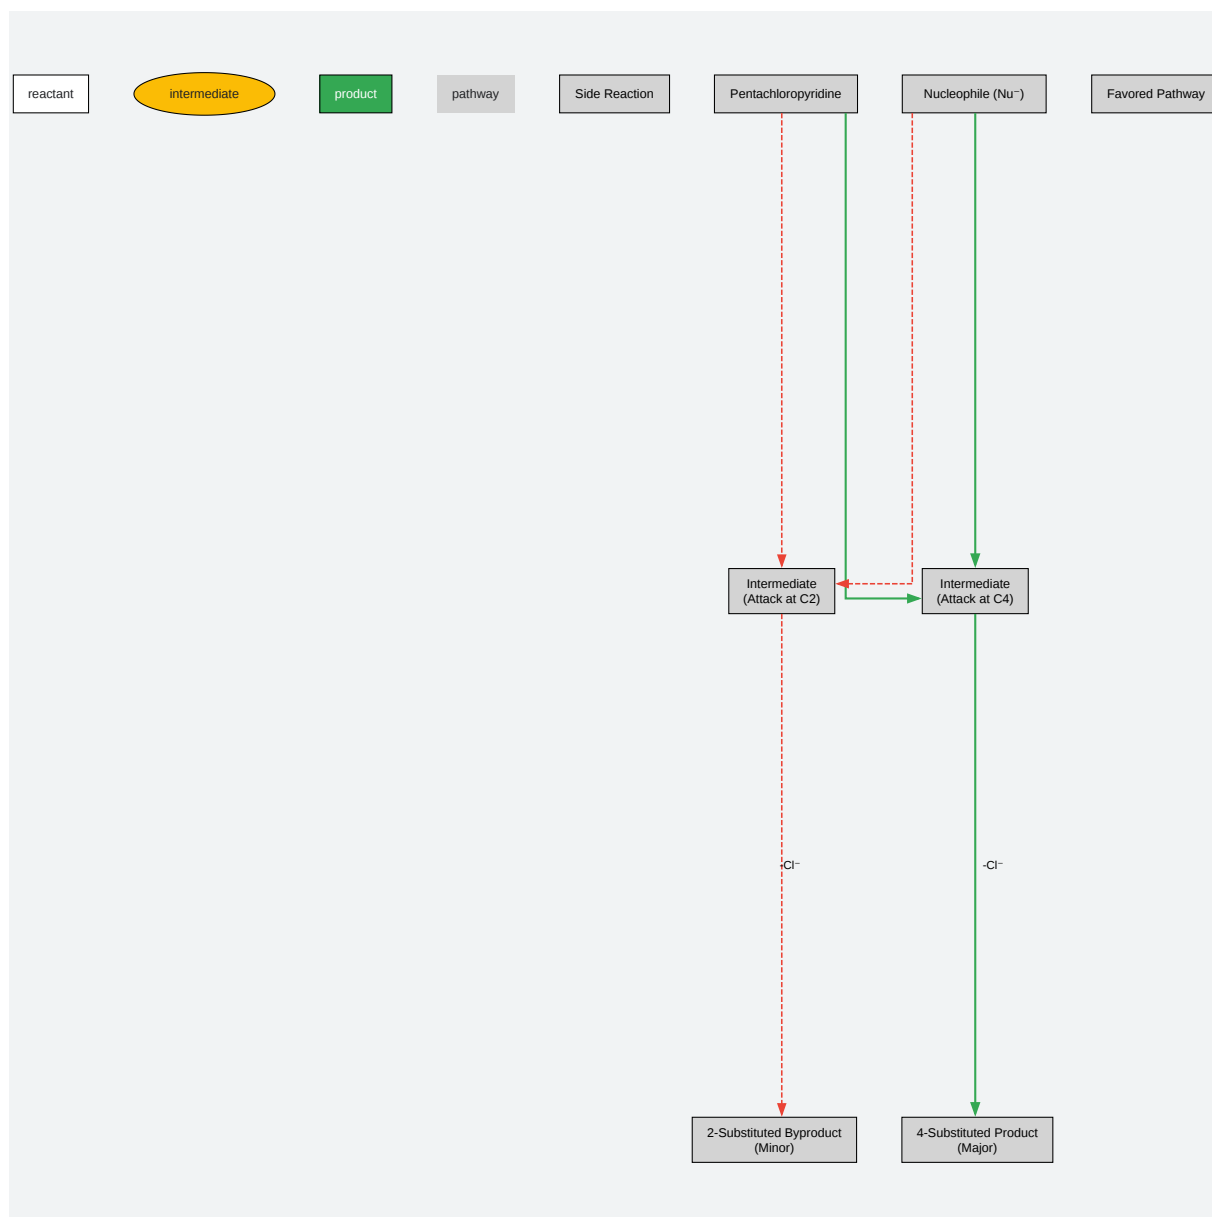 reactant
intermediate
product
pathway
Side Reaction
Pentachloropyridine
Nucleophile (Nu⁻)
Favored Pathway
Intermediate
(Attack at C2)
Intermediate
(Attack at C4)
-Cl⁻
-Cl⁻
2-Substituted Byproduct
(Minor)
4-Substituted Product
(Major)